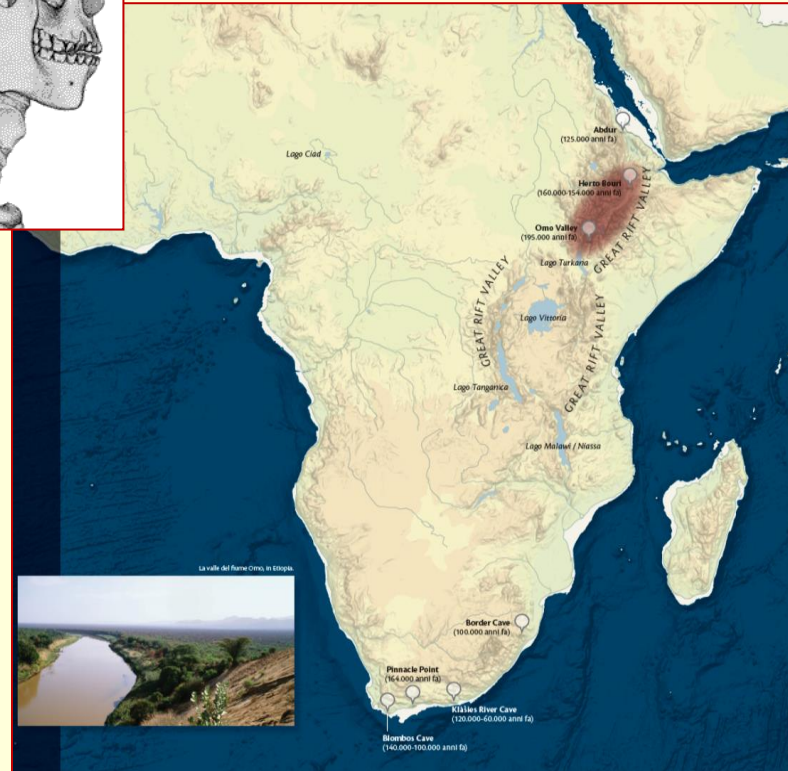 Abdur
(125.000 anni fa)
Lago Ciad
Herto Bouri
(160.000-154.000 anni fa)
GREAT RIFT VALLEY
Omo Valley
(195.000 anni fa)
Lago Turkana
GREAT RIFT VALLEY
Lago Vittoria
GREAT RIFT VALLEY
Lago Tanganica
Lago Malawi / Niassa
La valle del fiume Omo, in Etiopia.
Border Cave
(100.000 anni fa)
Pinnacle Point
(164.000 anni fa)
Klasies River Cave
(120.000-60.000 anni fa)
Blombos Cave
(140.000-100.000 anni fa)